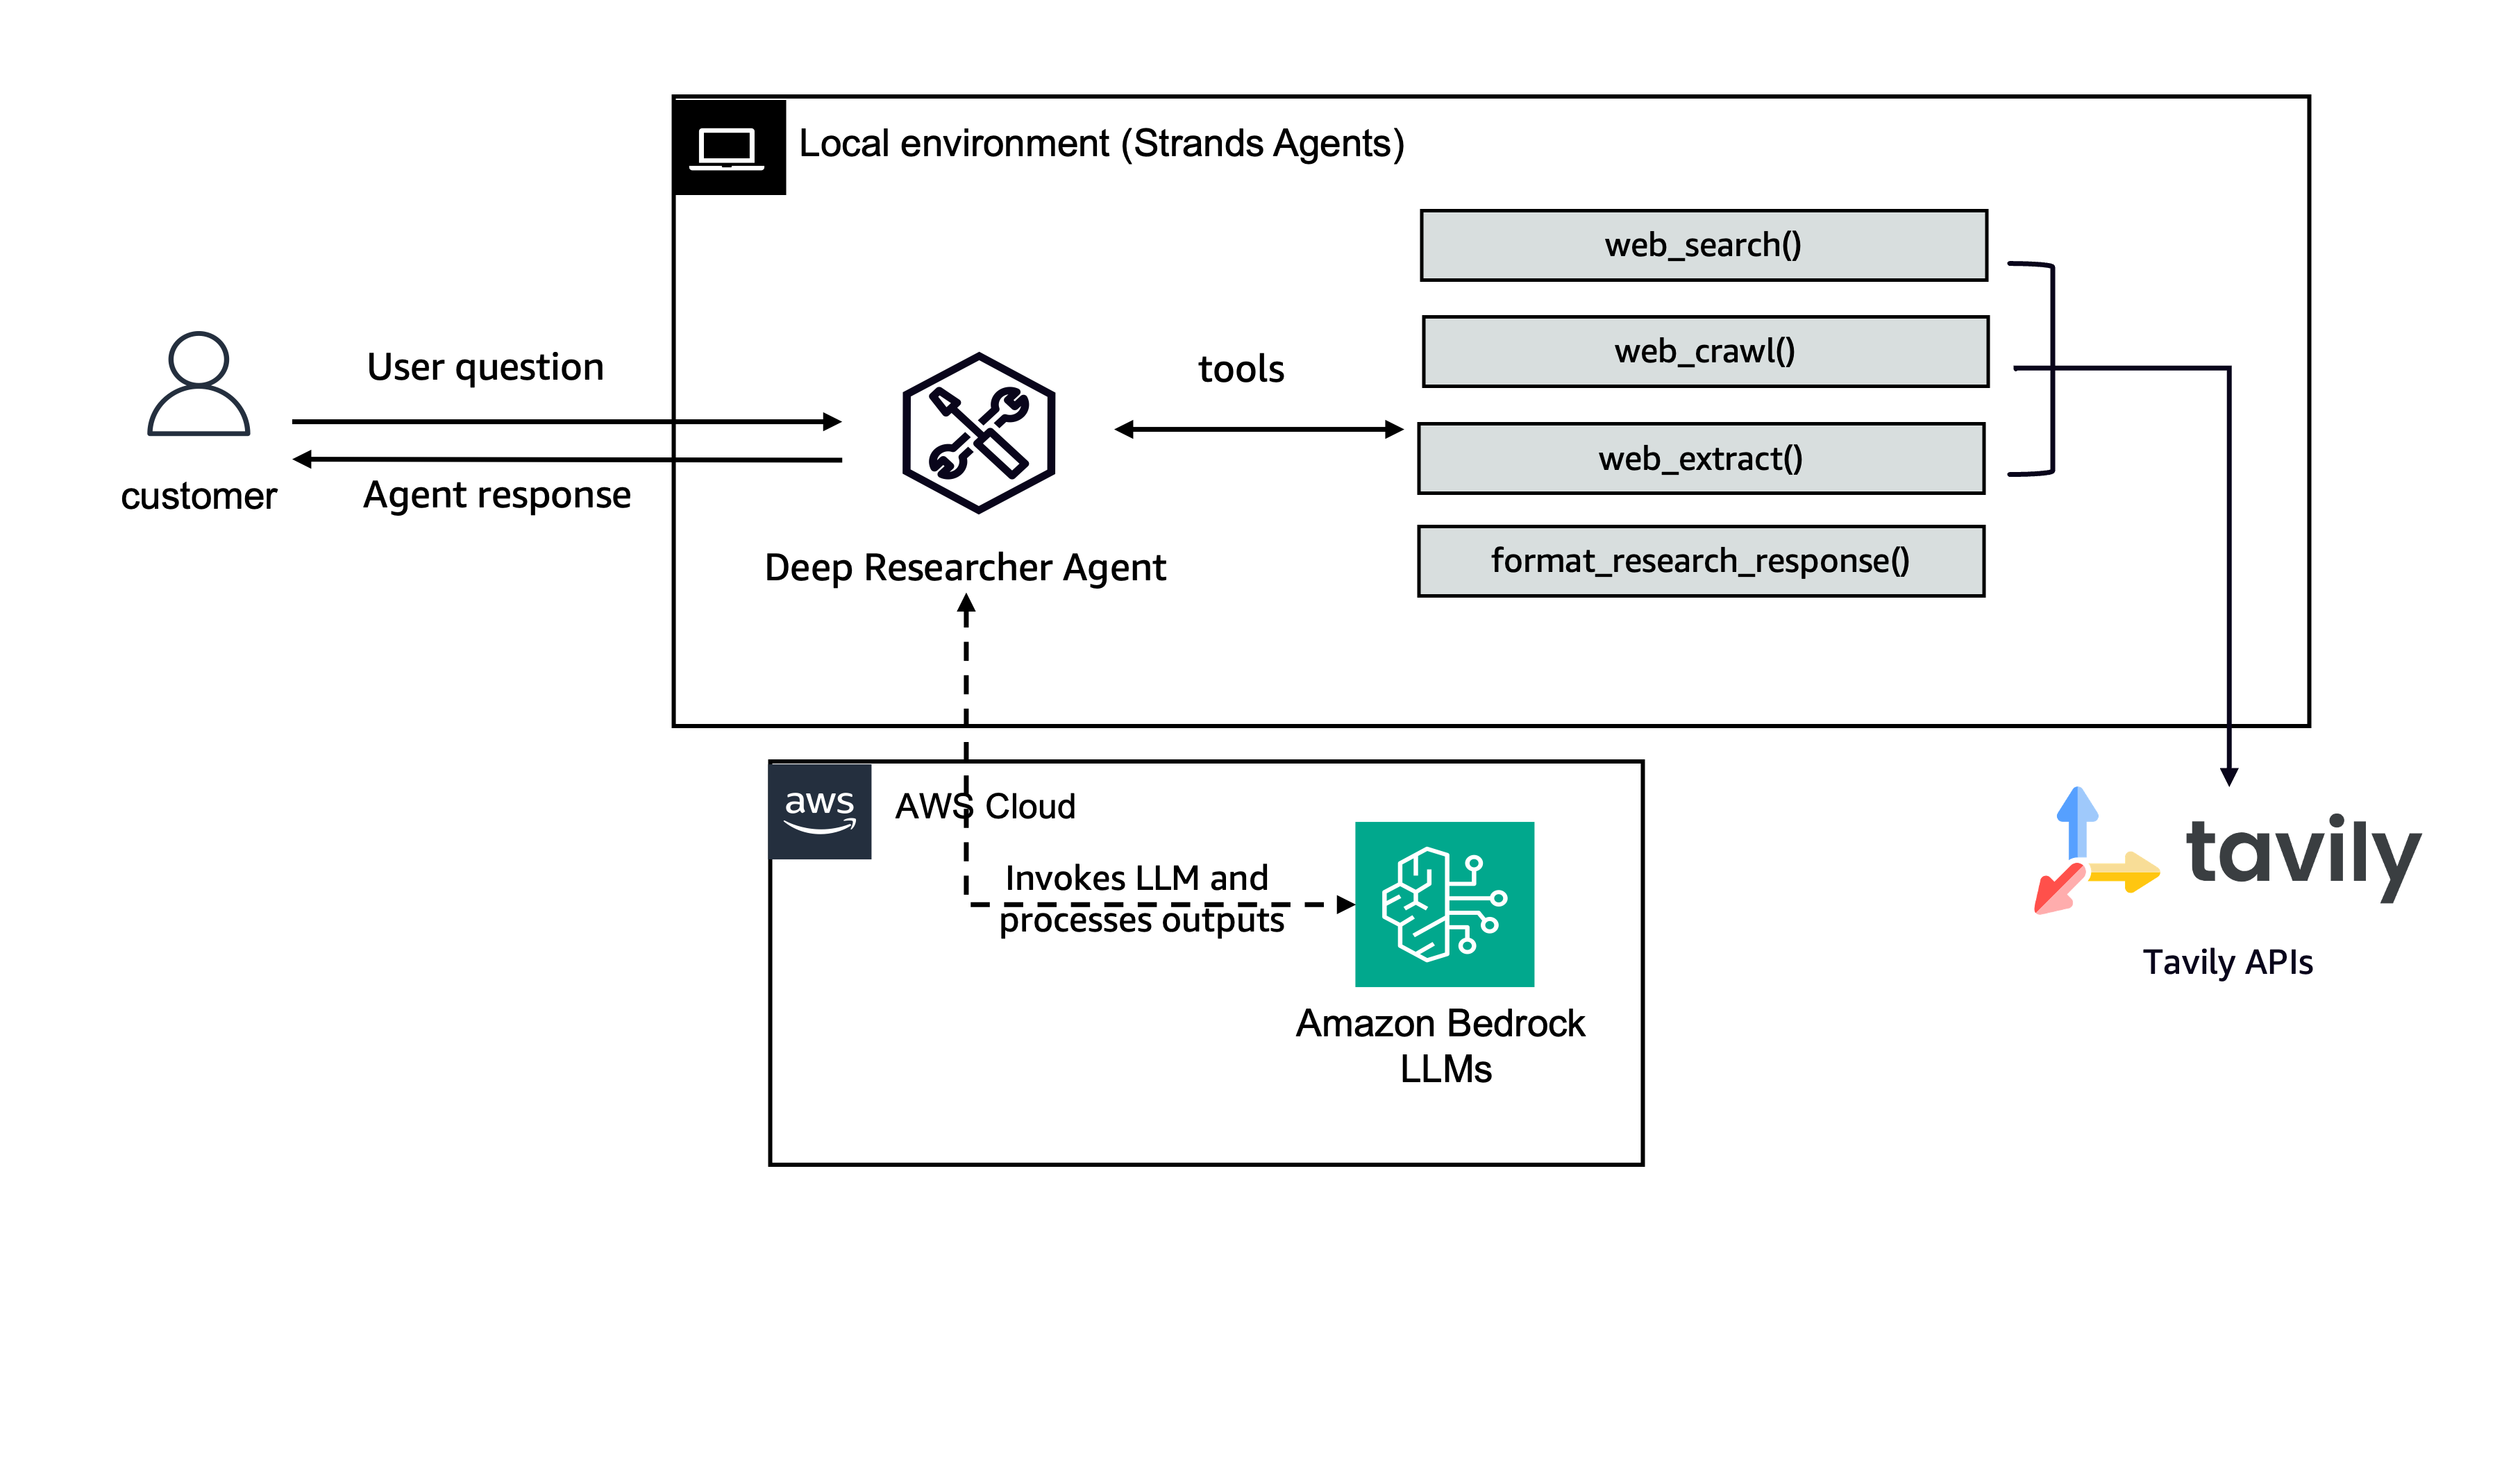 Local environment (Strands Agents)
web_search()
web_crawl()
User question
tools
web_extract()
customer
Agent response
format_research_response()
Deep Researcher Agent
aws
AWS Cloud
Invokes LLM and
processes outputs
tavily
Tavily APIs
Amazon Bedrock
LLMs